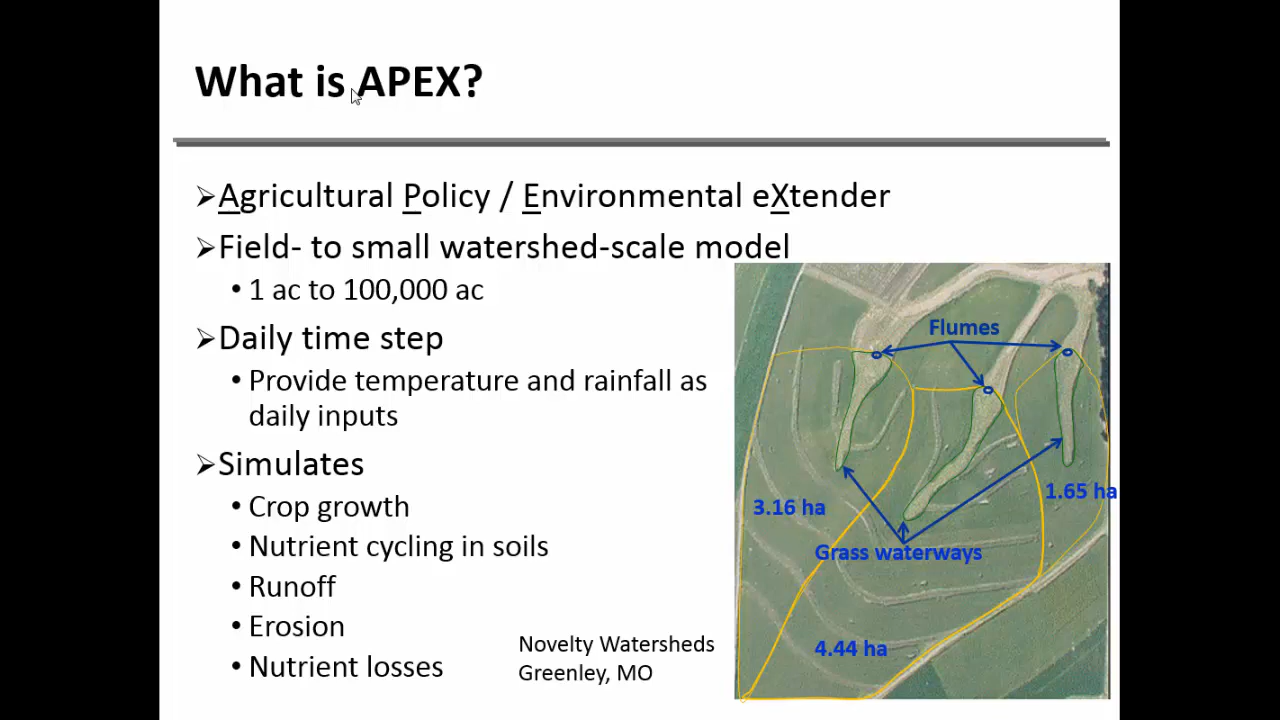 What is APEX?
➢Agricultural Policy / Environmental eXtender
➢Field- to small watershed-scale model
• 1 ac to 100,000 ac
➢Daily time step
• Provide temperature and rainfall as
daily inputs
➢Simulates
• Crop growth
• Nutrient cycling in soils
• Runoff
• Erosion
• Nutrient losses
Novelty Watersheds
Greenley, MO
Flumes
3.16 ha
1.65 ha
Grass waterways
4.44 ha